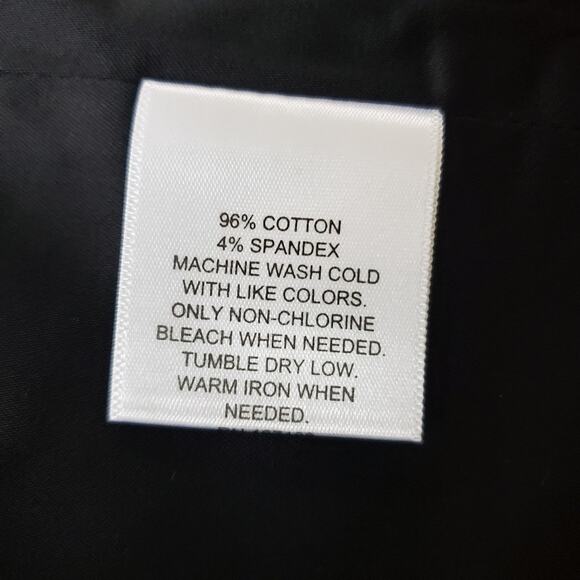 96% COTTON
4% SPANDEX
MACHINE WASH COLD
WITH LIKE COLORS.
ONLY NON-CHLORINE
BLEACH WHEN NEEDED.
TUMBLE DRY LOW.
WARM IRON WHEN
NEEDED.